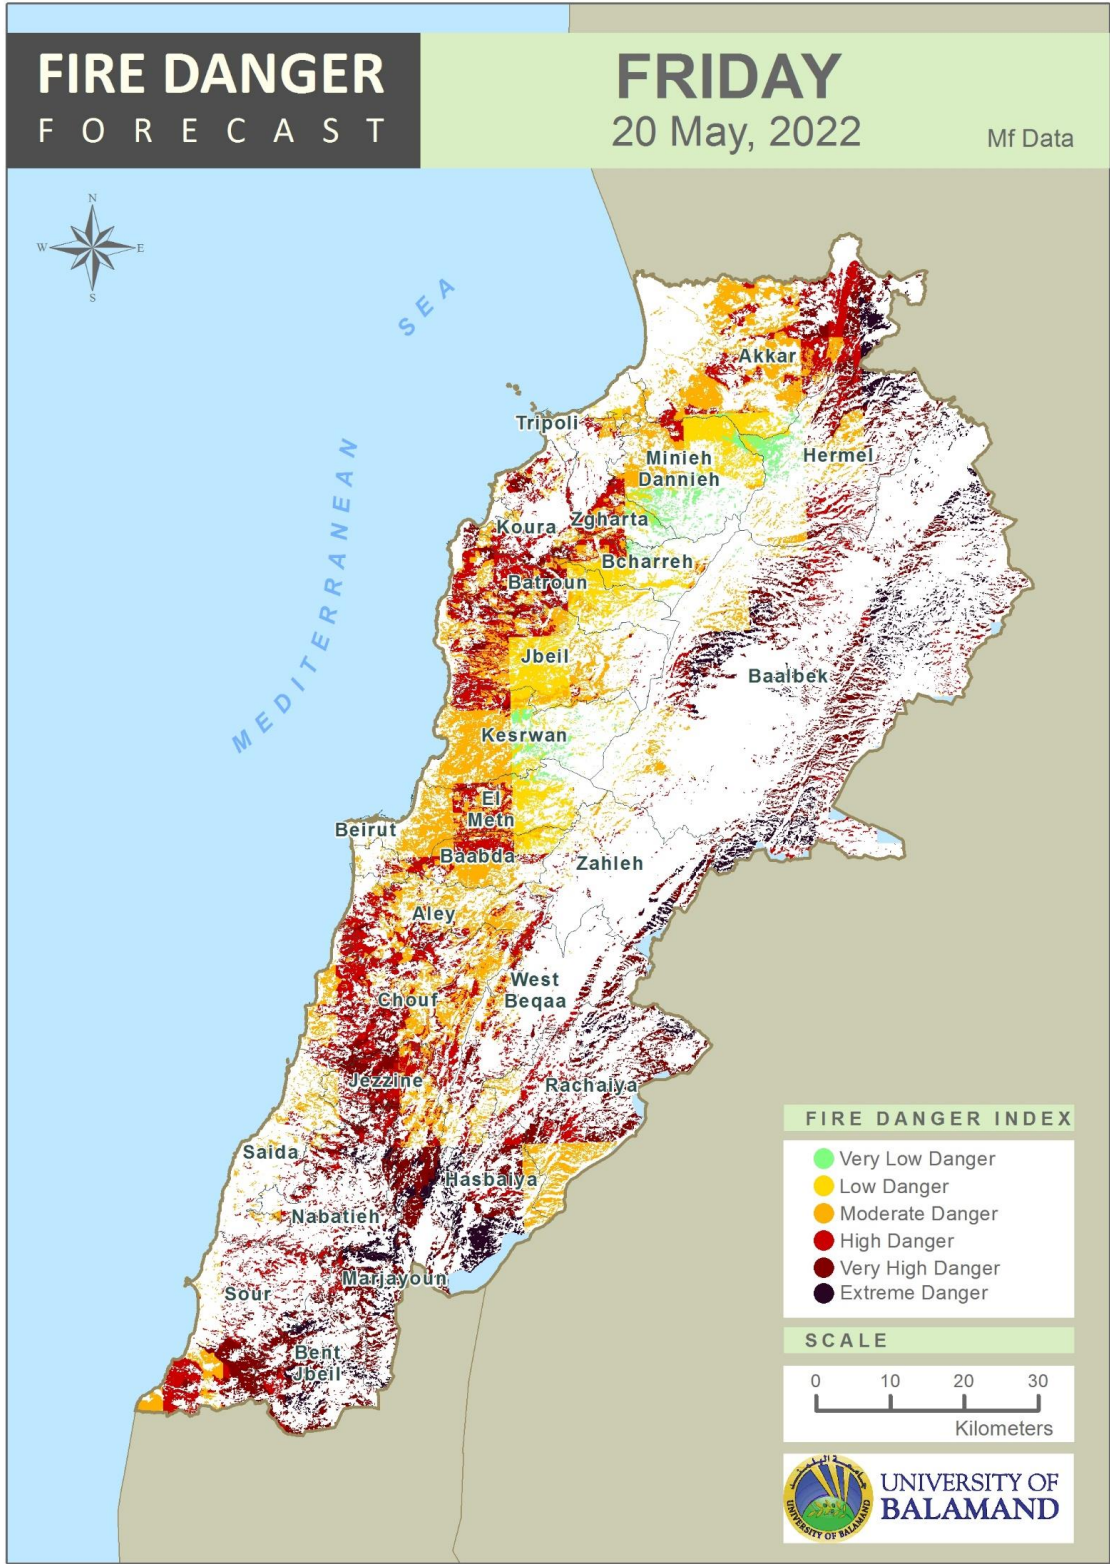 FIRE DANGER
FORECAST
FRIDAY
20 May, 2022
Mf Data
N
W
E
S
MEDITERRANEAN
SEA
Akkar
Tripoli
Minieh
Dannieh
Hermel
Koura
Zgharta
Bcharreh
Batroun
Jbeil
Baalbek
Kesrwan
El
Metn
Beirut
Baabda
Zahleh
Aley
West
Beqaa
Chouf
Jezzine
Rachaiya
Saida
Hasbaiya
Nabatieh
Marjayoun
Sour
Bent
Jbeil
FIRE DANGER INDEX
Very Low Danger
Low Danger
Moderate Danger
High Danger
Very High Danger
Extreme Danger
SCALE
0 10 20 30
Kilometers
UNIVERSITY OF BALAMAND
UNIVERSITY OF
BALAMAND